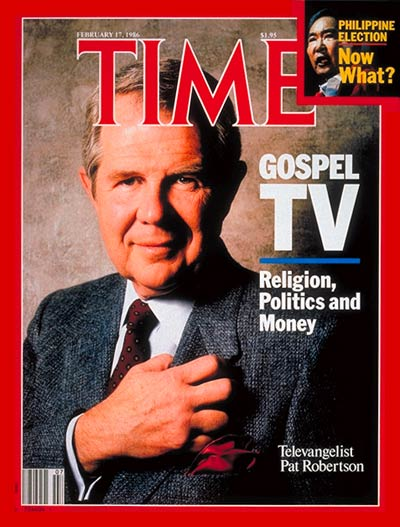 FEBRUARY 17, 1986
$1.95
PHILIPPINE
ELECTION
Now
What?
TIME
GOSPEL
TV
Religion,
Politics and
Money
Televangelist
Pat Robertson
07